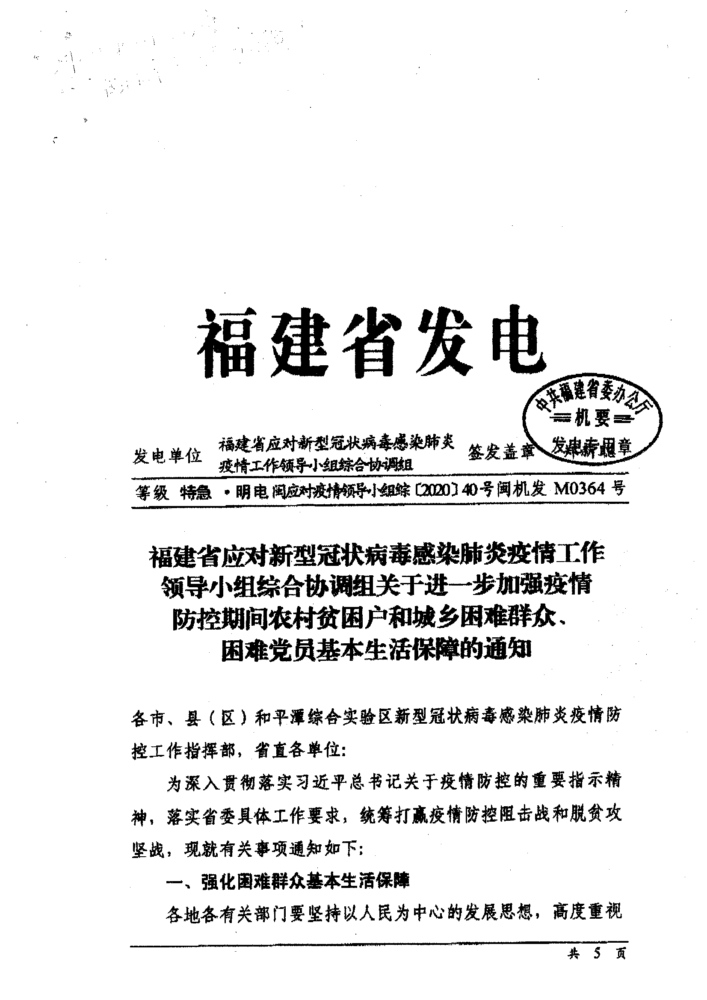 福建省发电
中共福建省委办公厅
机要
发电专用章
发电单位 福建省应对新型冠状病毒感染肺炎
疫情工作领导小组综合协调组 签发盖章 郑新聪
等级 特急·明电 闽应对疫情领导小组综〔2020〕40号 闽机发 M0364 号
福建省应对新型冠状病毒感染肺炎疫情工作
领导小组综合协调组关于进一步加强疫情
防控期间农村贫困户和城乡困难群众、
困难党员基本生活保障的通知
各市、县(区)和平潭综合实验区新型冠状病毒感染肺炎疫情防
控工作指挥部,省直各单位:
为深入贯彻落实习近平总书记关于疫情防控的重要指示精
神,落实省委具体工作要求,统筹打赢疫情防控阻击战和脱贫攻
坚战,现就有关事项通知如下:
一、强化困难群众基本生活保障
各地各有关部门要坚持以人民为中心的发展思想,高度重视
共 5 页